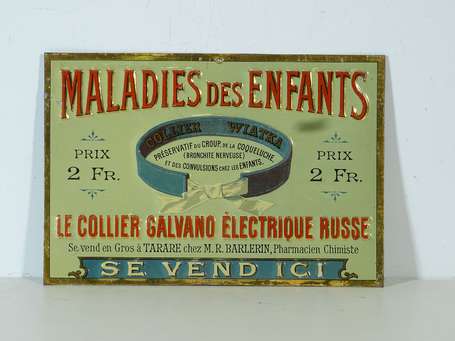 MALADIES DES ENFANTS
COLLIER WIATKA
PRÉSERVATIF DU CROUP, DE LA COQUELUCHE
(BRONCHITE NERVEUSE)
ET DES CONVULSIONS CHEZ LES ENFANTS.
PRIX
2 FR.
PRIX
2 FR.
LE COLLIER GALVANO ÉLECTRIQUE RUSSE
Se vend en Gros à TARARE chez M. R. BARLERIN, Pharmacien Chimiste
SE VEND ICI